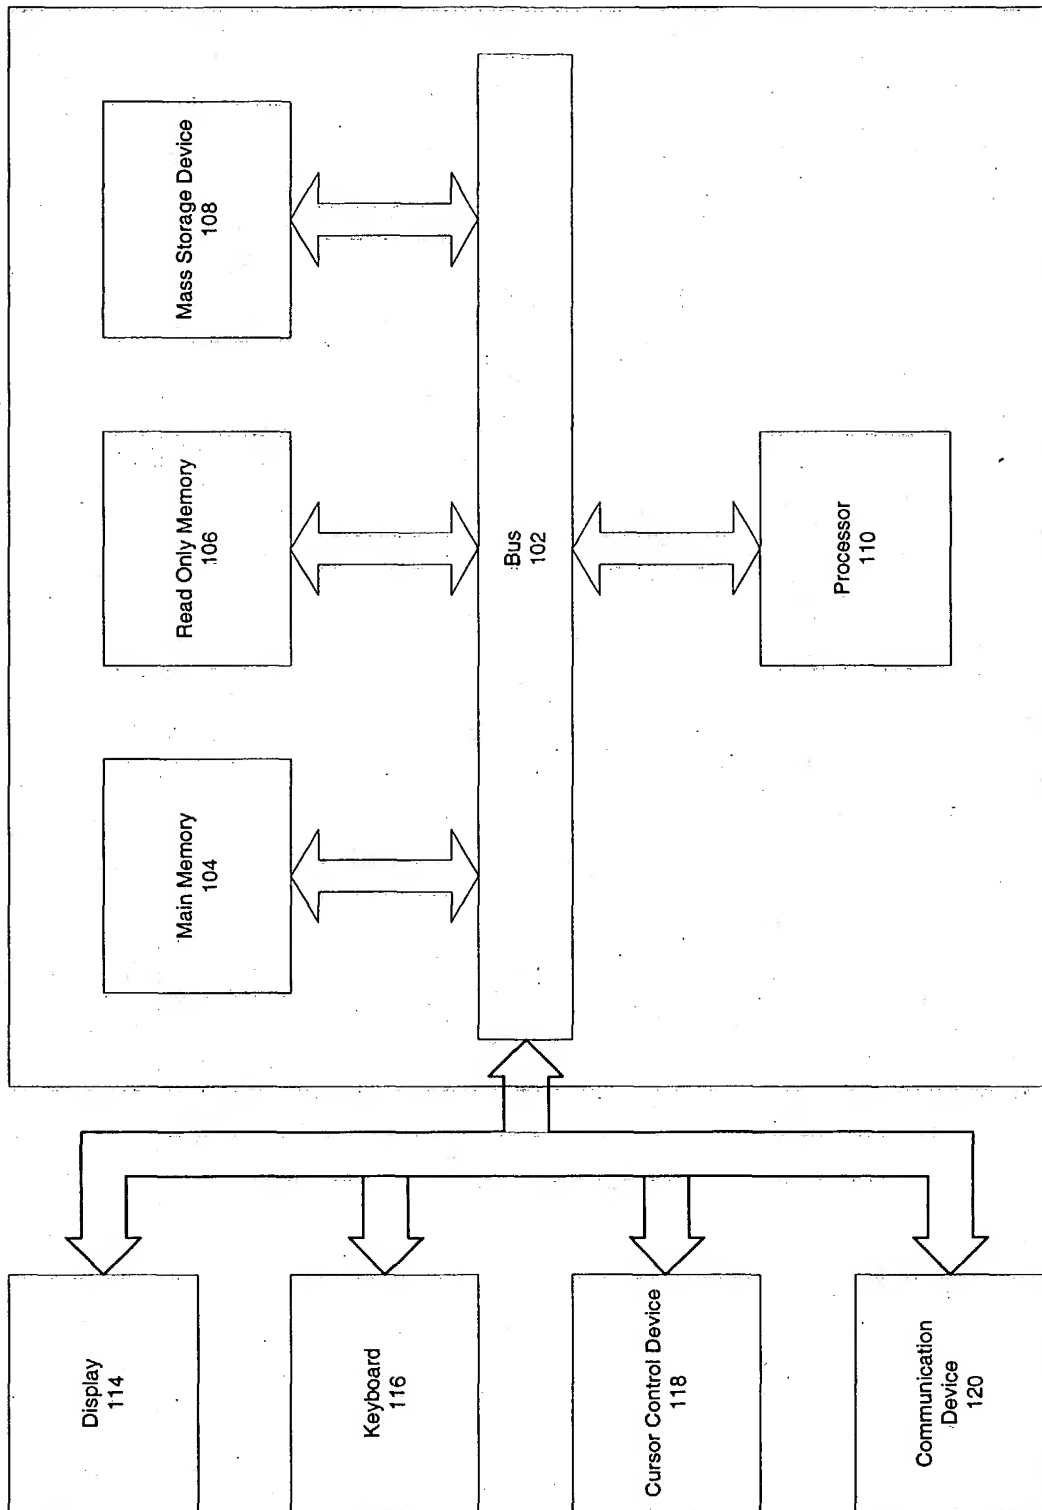 Display
114
Keyboard
116
Cursor Control Device
118
Communication
Device
120
Main Memory
104
Read Only Memory
106
Mass Storage Device
108
Bus
102
Processor
110